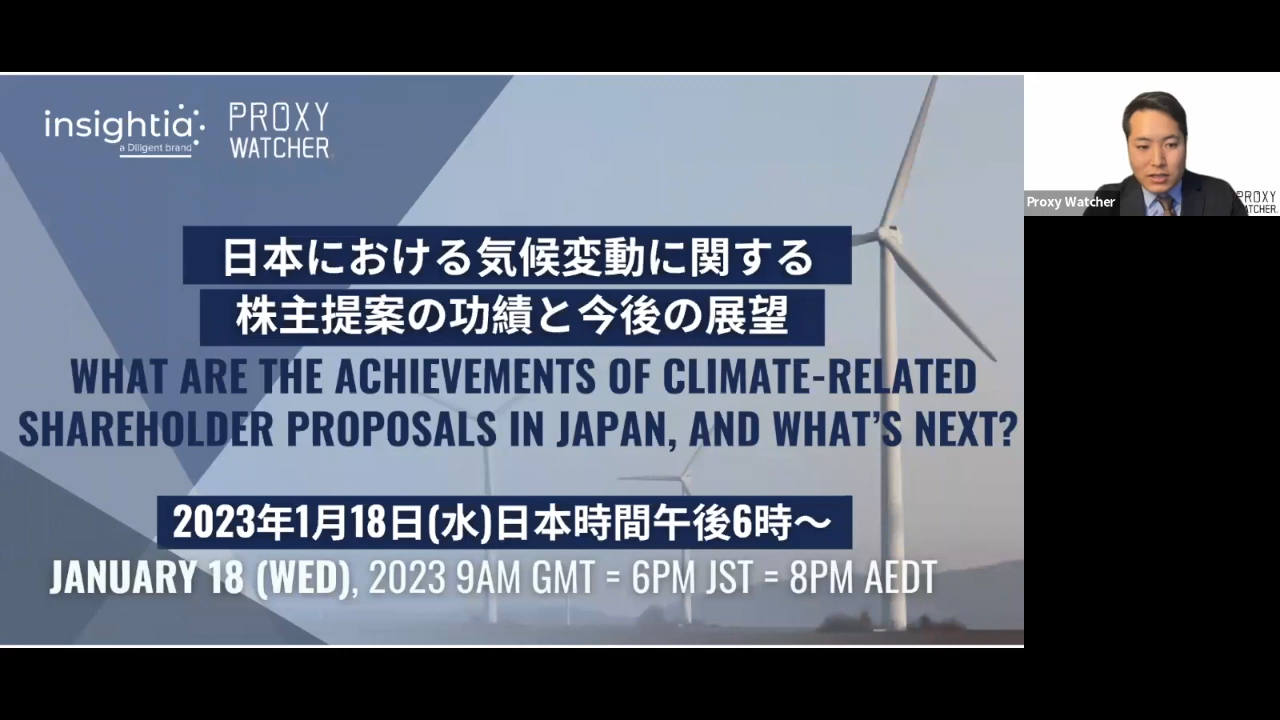 insightia
a Diligent brand
PROXY
WATCHER
日本における気候変動に関する
株主提案の功績と今後の展望
WHAT ARE THE ACHIEVEMENTS OF CLIMATE-RELATED
SHAREHOLDER PROPOSALS IN JAPAN, AND WHAT'S NEXT?
2023年1月18日(水)日本時間午後6時〜
JANUARY 18 (WED), 2023 9AM GMT = 6PM JST = 8PM AEDT
Proxy Watcher
PROXY
TCHER